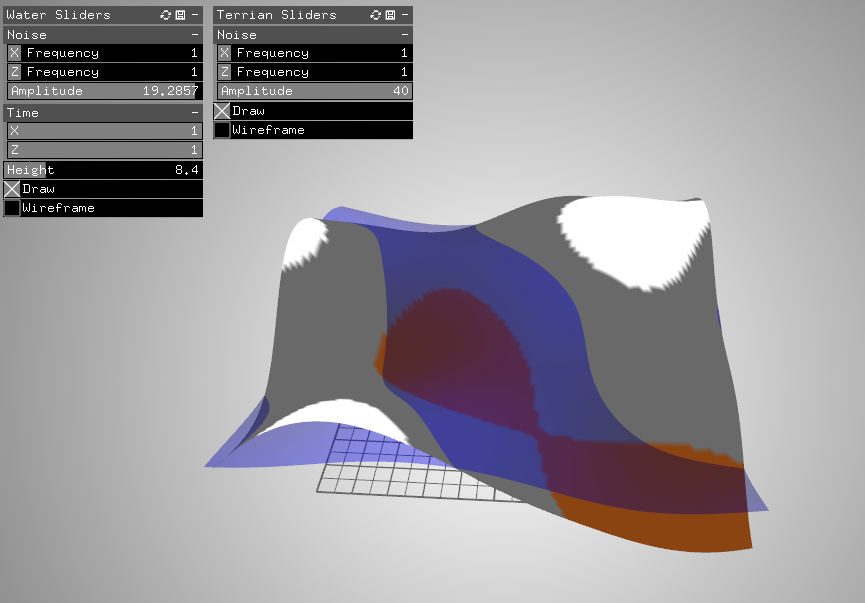 Water Sliders
Noise
X Frequency 1
Z Frequency 1
Amplitude 19.2857
Time
X 1
Z 1
Height 8.4
Draw
Wireframe
Terrian Sliders
Noise
X Frequency 1
Z Frequency 1
Amplitude 40
Draw
Wireframe